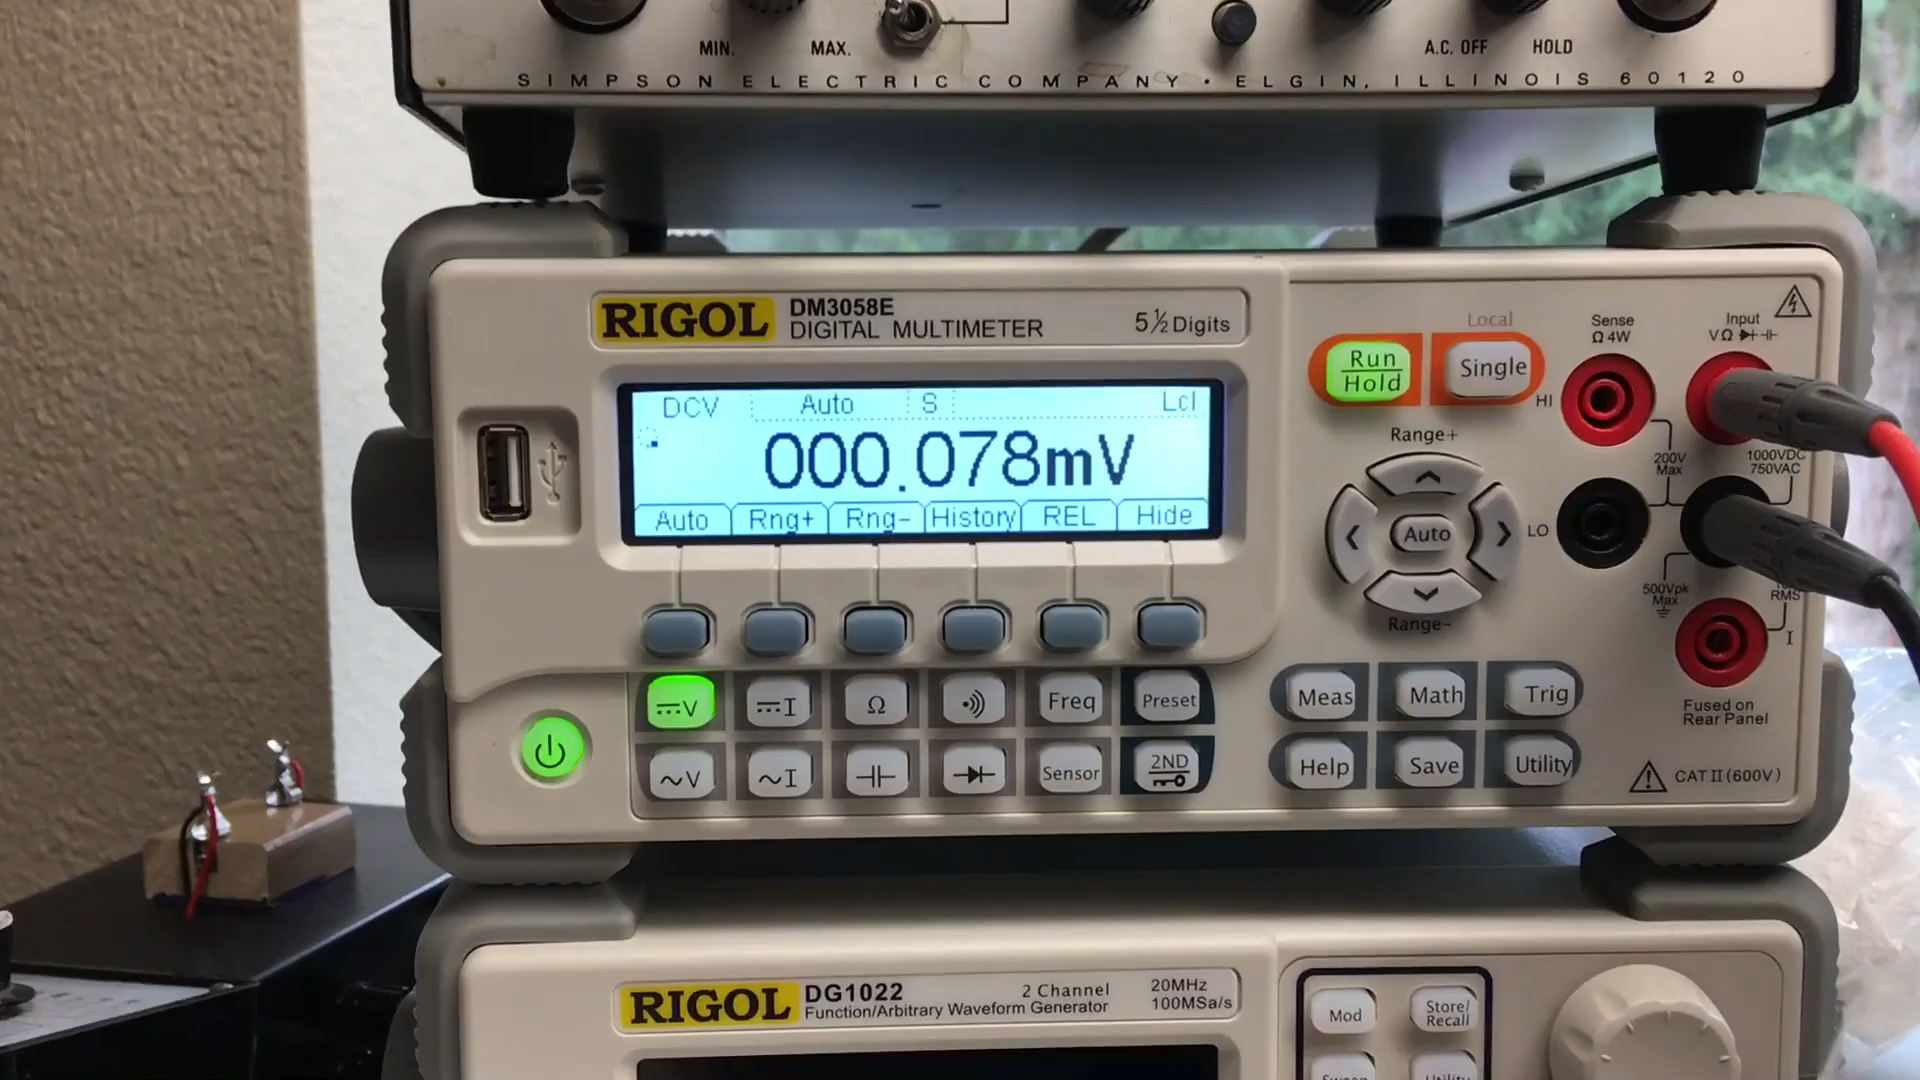 MIN. MAX. A.C. OFF HOLD
SIMPSON ELECTRIC COMPANY • ELGIN, ILLINOIS 60120
RIGOL DM3058E
DIGITAL MULTIMETER 5½ Digits
DCV Auto S Lcl
000.078mV
Auto Rng+ Rng- History REL Hide
Run
Hold
Local
Single
Range+
Auto
Range-
Sense
Ω 4W
Input
VΩ
HI
200V
Max
1000VDC
750VAC
LO
500Vpk
Max
RMS
I
Fused on
Rear Panel
CAT II (600V)
V I Ω Freq Preset
~V ~I Sensor 2ND
Meas Math Trig
Help Save Utility
RIGOL DG1022 2 Channel 20MHz
Function/Arbitrary Waveform Generator 100MSa/s
Mod Store/
Recall